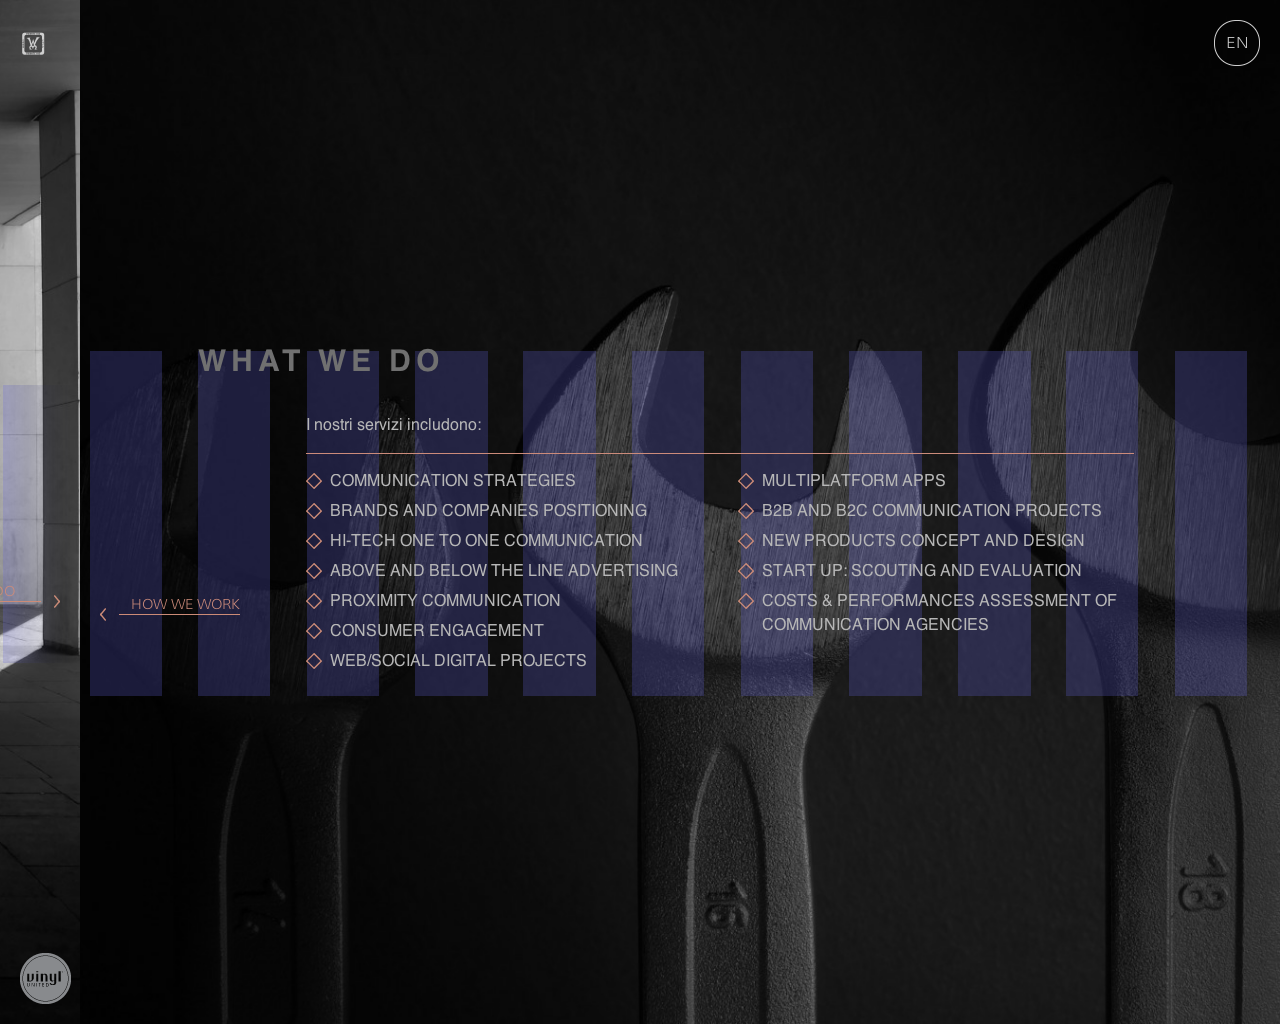 EN
WHAT WE DO
I nostri servizi includono:
COMMUNICATION STRATEGIES
BRANDS AND COMPANIES POSITIONING
HI-TECH ONE TO ONE COMMUNICATION
ABOVE AND BELOW THE LINE ADVERTISING
PROXIMITY COMMUNICATION
CONSUMER ENGAGEMENT
WEB/SOCIAL DIGITAL PROJECTS
MULTIPLATFORM APPS
B2B AND B2C COMMUNICATION PROJECTS
NEW PRODUCTS CONCEPT AND DESIGN
START UP: SCOUTING AND EVALUATION
COSTS & PERFORMANCES ASSESSMENT OF
COMMUNICATION AGENCIES
HOW WE WORK
16
18
vinyl
UNITED